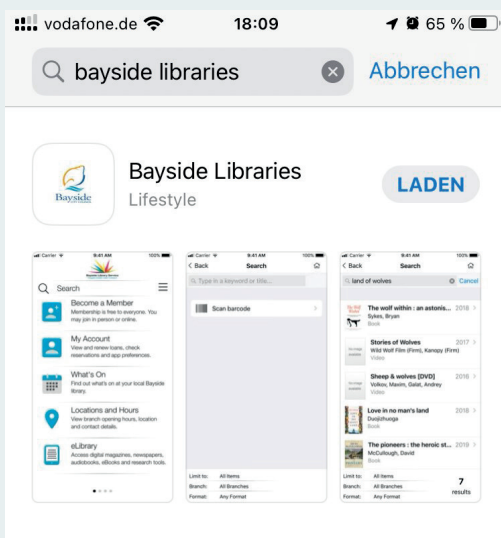 vodafone.de 18:09 65 %
bayside libraries Abbrechen
Bayside Libraries
Lifestyle
LADEN
Bayside
Carrier 9:41 AM 100%
Search
Become a Member
Membership is free to everyone. You
may join in person or online.
My Account
View and renew loans, check
reservations and app preferences.
What's On
Find out what's on at your local Bayside
library.
Locations and Hours
View branch opening hours, location
and contact details.
eLibrary
Access digital magazines, newspapers,
audiobooks, eBooks and research tools.
Carrier 9:41 AM 100%
Back Search
Type in a keyword or title...
Scan barcode
Limit to: All Items
Branch: All Branches
Format: Any Format
Carrier 9:41 AM 100%
Back Search
land of wolves Cancel
The wolf within : an astonis... 2018
Sykes, Bryan
Book
Stories of Wolves 2017
Wild Wolf Film (Firm), Kanopy (Firm)
Video
Sheep & wolves [DVD] 2016
Volkov, Maxim, Galat, Andrey
Video
Love in no man's land 2018
Duojizhuoga
Book
The pioneers : the heroic st... 2019
McCullough, David
Book
Limit to: All Items
Branch: All Branches
Format: Any Format
7
results